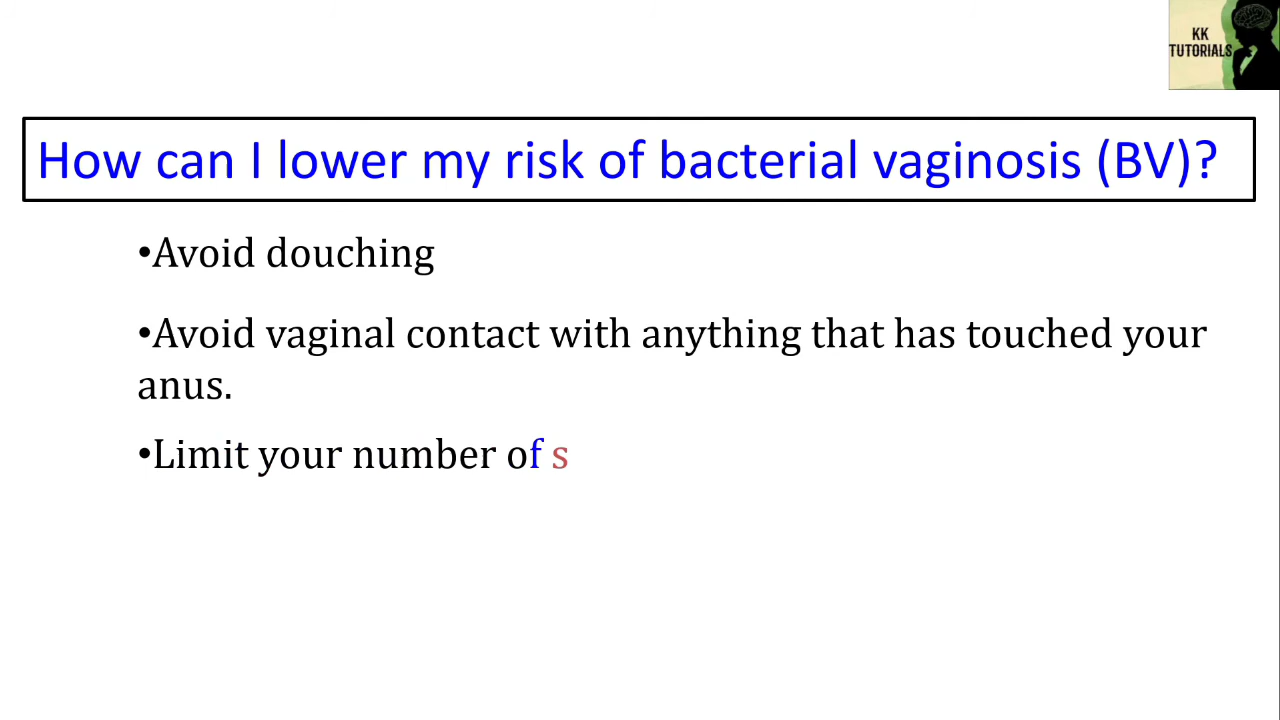 KK
TUTORIALS
How can I lower my risk of bacterial vaginosis (BV)?
•Avoid douching
•Avoid vaginal contact with anything that has touched your
anus.
•Limit your number of s